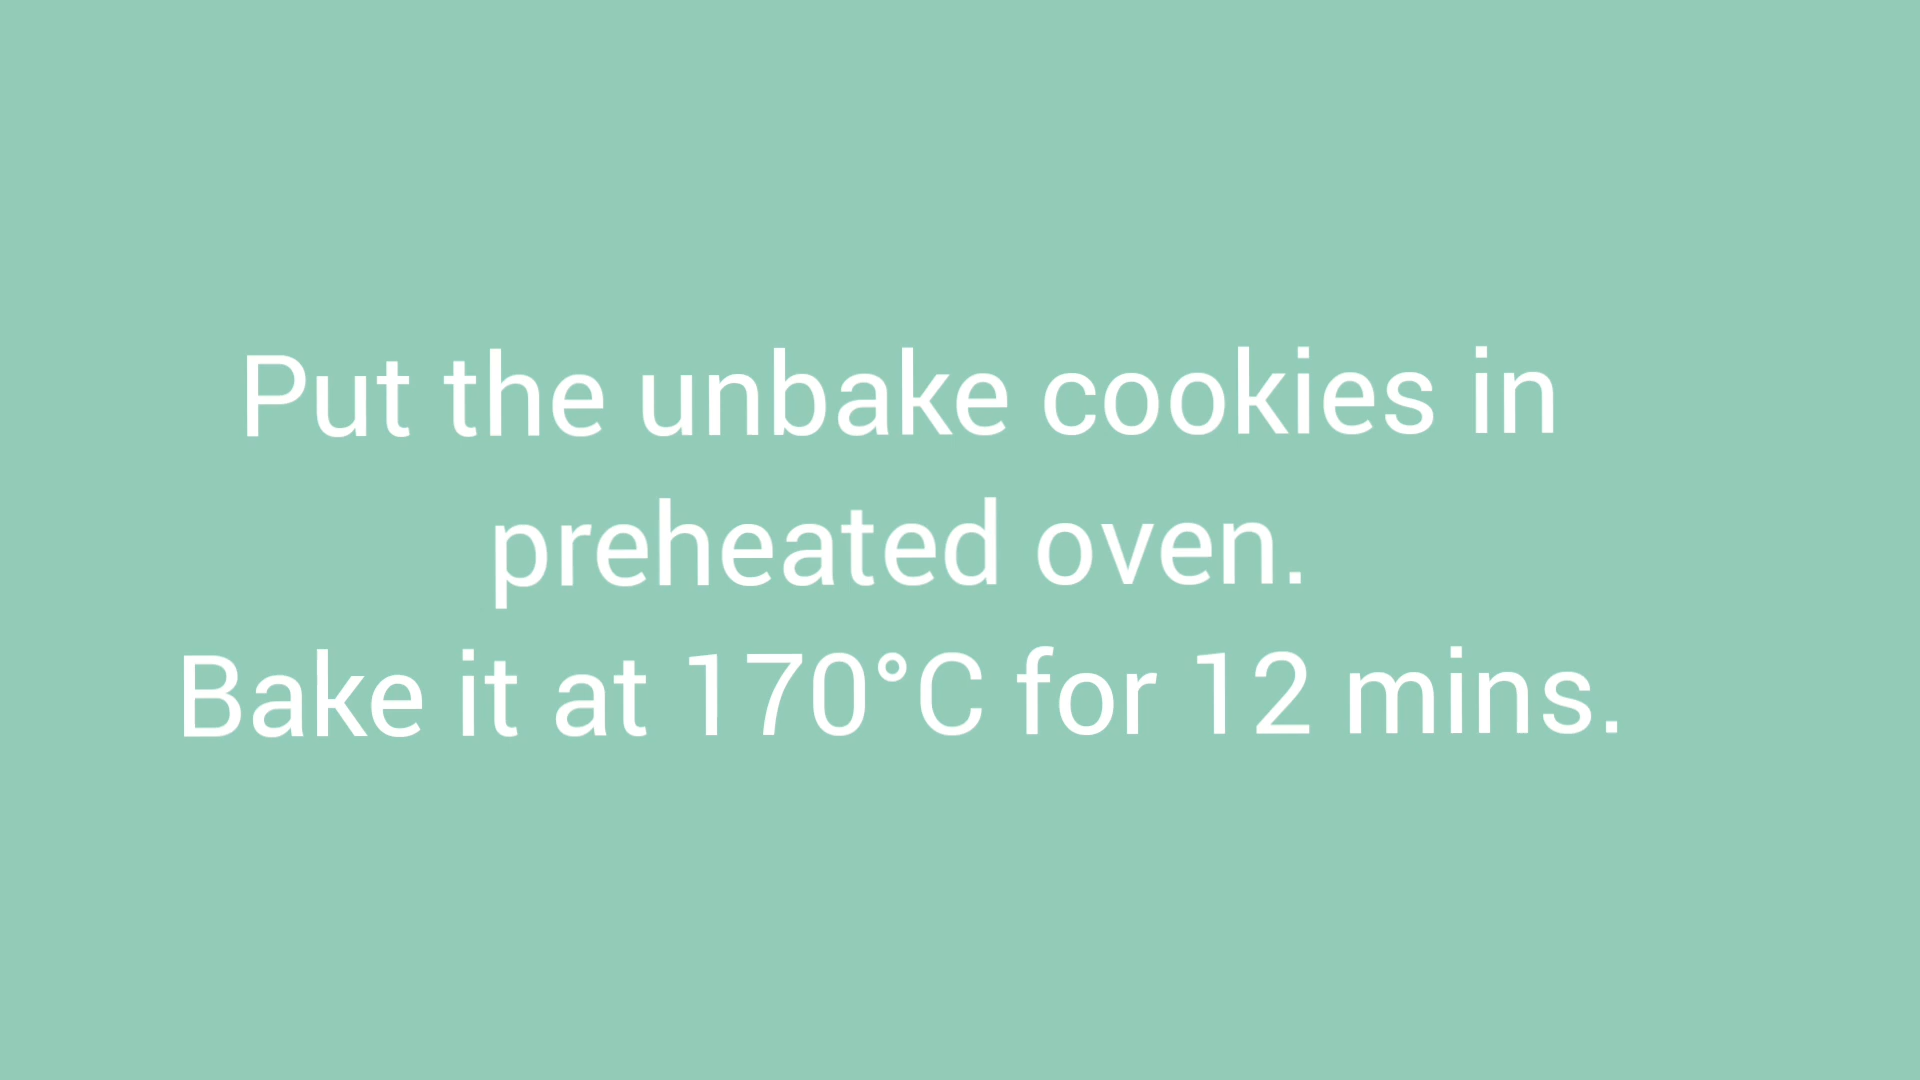 Put the unbake cookies in
preheated oven.
Bake it at 170°C for 12 mins.